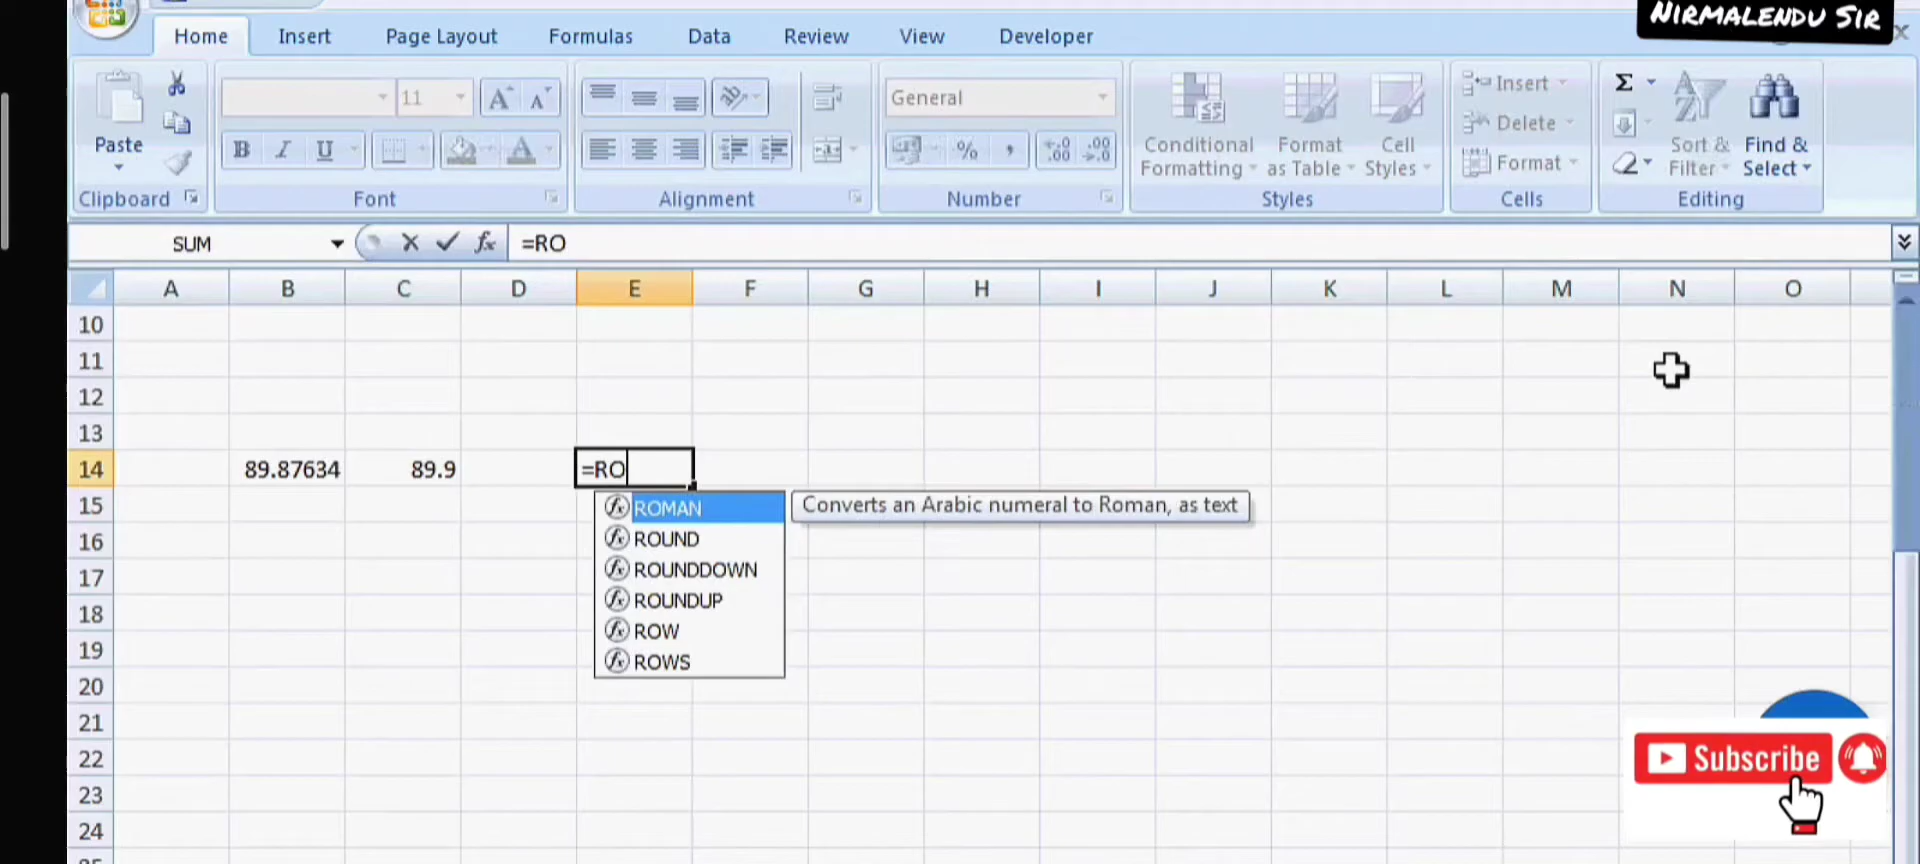 NIRMALENDU SIR
Home Insert Page Layout Formulas Data Review View Developer
Paste
Clipboard
11
B I U
Font
Alignment
General
% ,
Number
Conditional Formatting
Format as Table
Cell Styles
Styles
Insert
Delete
Format
Cells
Σ
Sort & Filter
Find & Select
Editing
SUM fx =RO
A B C D E F G H I J K L M N O
10
11
12
13
14 89.87634 89.9 =RO
15
16
17
18
19
20
21
22
23
24
ROMAN Converts an Arabic numeral to Roman, as text
ROUND
ROUNDDOWN
ROUNDUP
ROW
ROWS
Subscribe